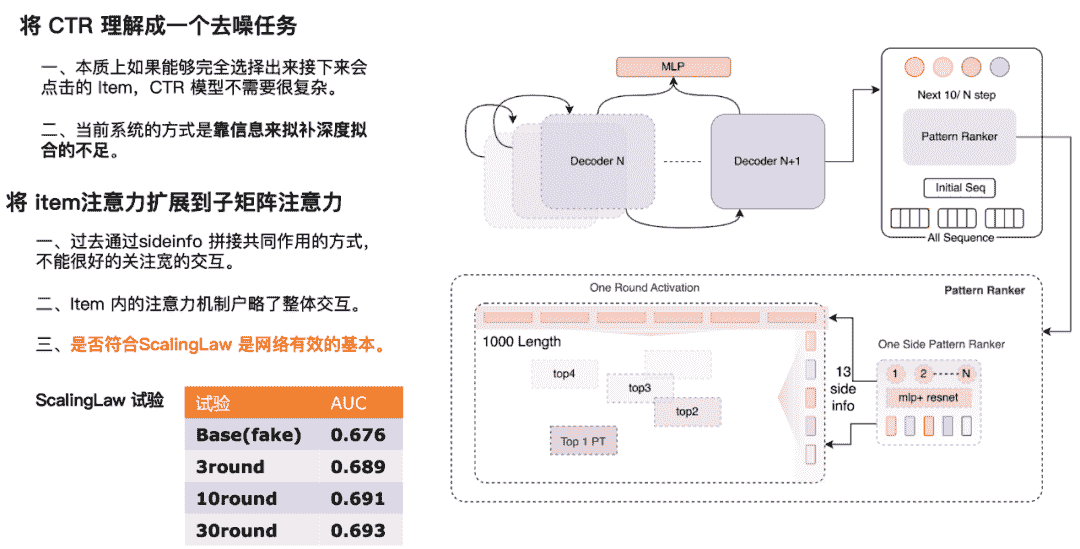 将 CTR 理解成一个去噪任务
一、本质上如果能够完全选择出来接下来会
点击的 Item，CTR 模型不需要很复杂。
二、当前系统的方式是靠信息来拟补深度拟
合的不足。
将 item注意力扩展到子矩阵注意力
一、过去通过sideinfo 拼接共同作用的方式，
不能很好的关注宽的交互。
二、Item 内的注意力机制户略了整体交互。
三、是否符合ScalingLaw 是网络有效的基本。
ScalingLaw 试验
试验 AUC
Base(fake) 0.676
3round 0.689
10round 0.691
30round 0.693
MLP
Decoder N
Decoder N+1
Next 10/ N step
Pattern Ranker
Initial Seq
All Sequence
One Round Activation
Pattern Ranker
1000 Length
top4
top3
top2
Top 1 PT
13
side
info
One Side Pattern Ranker
1 2 N
mlp+ resnet